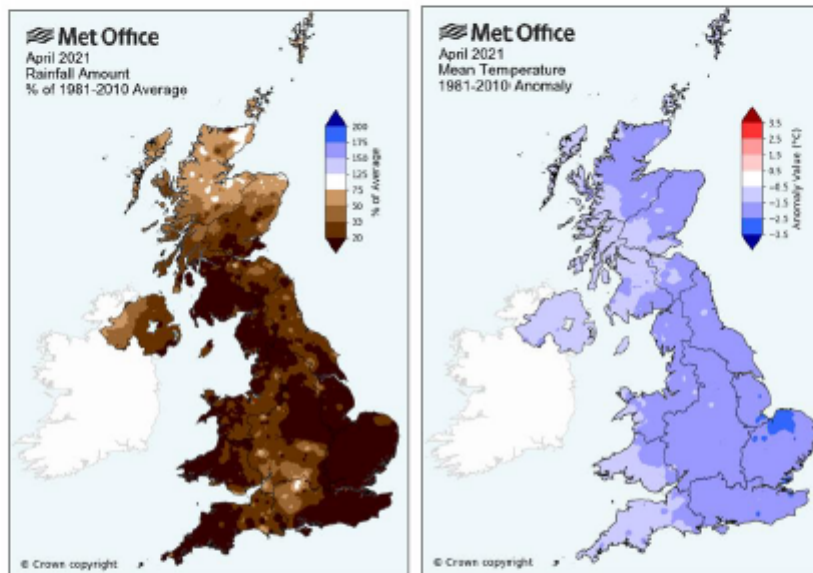 Met Office
April 2021
Rainfall Amount
% of 1981-2010 Average
200
175
150
125
75
50
33
20
% of Average
© Crown copyright
Met Office
April 2021
Mean Temperature
1981-2010 Anomaly
3.5
2.5
1.5
0.5
−0.5
−1.5
−2.5
−3.5
Anomaly Value (°C)
© Crown copyright